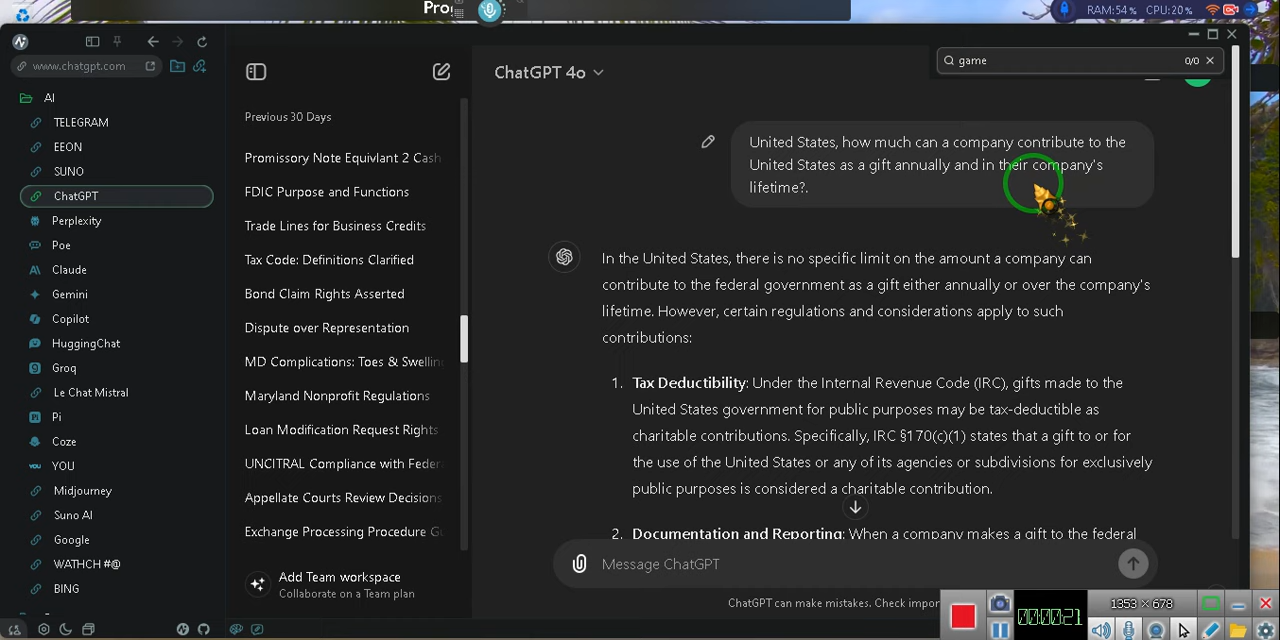 Pro
RAM:54% CPU:20%
www.chatgpt.com
AI
TELEGRAM
EEON
SUNO
ChatGPT
Perplexity
Poe
Claude
Gemini
Copilot
HuggingChat
Groq
Le Chat Mistral
Pi
Coze
YOU
Midjourney
Suno AI
Google
WATHCH #@
BING
Previous 30 Days
Promissory Note Equivlant 2 Cash
FDIC Purpose and Functions
Trade Lines for Business Credits
Tax Code: Definitions Clarified
Bond Claim Rights Asserted
Dispute over Representation
MD Complications: Toes & Swellin
Maryland Nonprofit Regulations
Loan Modification Request Rights
UNCITRAL Compliance with Feder
Appellate Courts Review Decisions
Exchange Processing Procedure G
Add Team workspace
Collaborate on a Team plan
ChatGPT 4o
game
0/0
United States, how much can a company contribute to the
United States as a gift annually and in their company's
lifetime?.
In the United States, there is no specific limit on the amount a company can
contribute to the federal government as a gift either annually or over the company's
lifetime. However, certain regulations and considerations apply to such
contributions:
1. Tax Deductibility: Under the Internal Revenue Code (IRC), gifts made to the
United States government for public purposes may be tax-deductible as
charitable contributions. Specifically, IRC §170(c)(1) states that a gift to or for
the use of the United States or any of its agencies or subdivisions for exclusively
public purposes is considered a charitable contribution.
2. Documentation and Reporting: When a company makes a gift to the federal
Message ChatGPT
ChatGPT can make mistakes. Check impor
1353 × 678
00:00:21